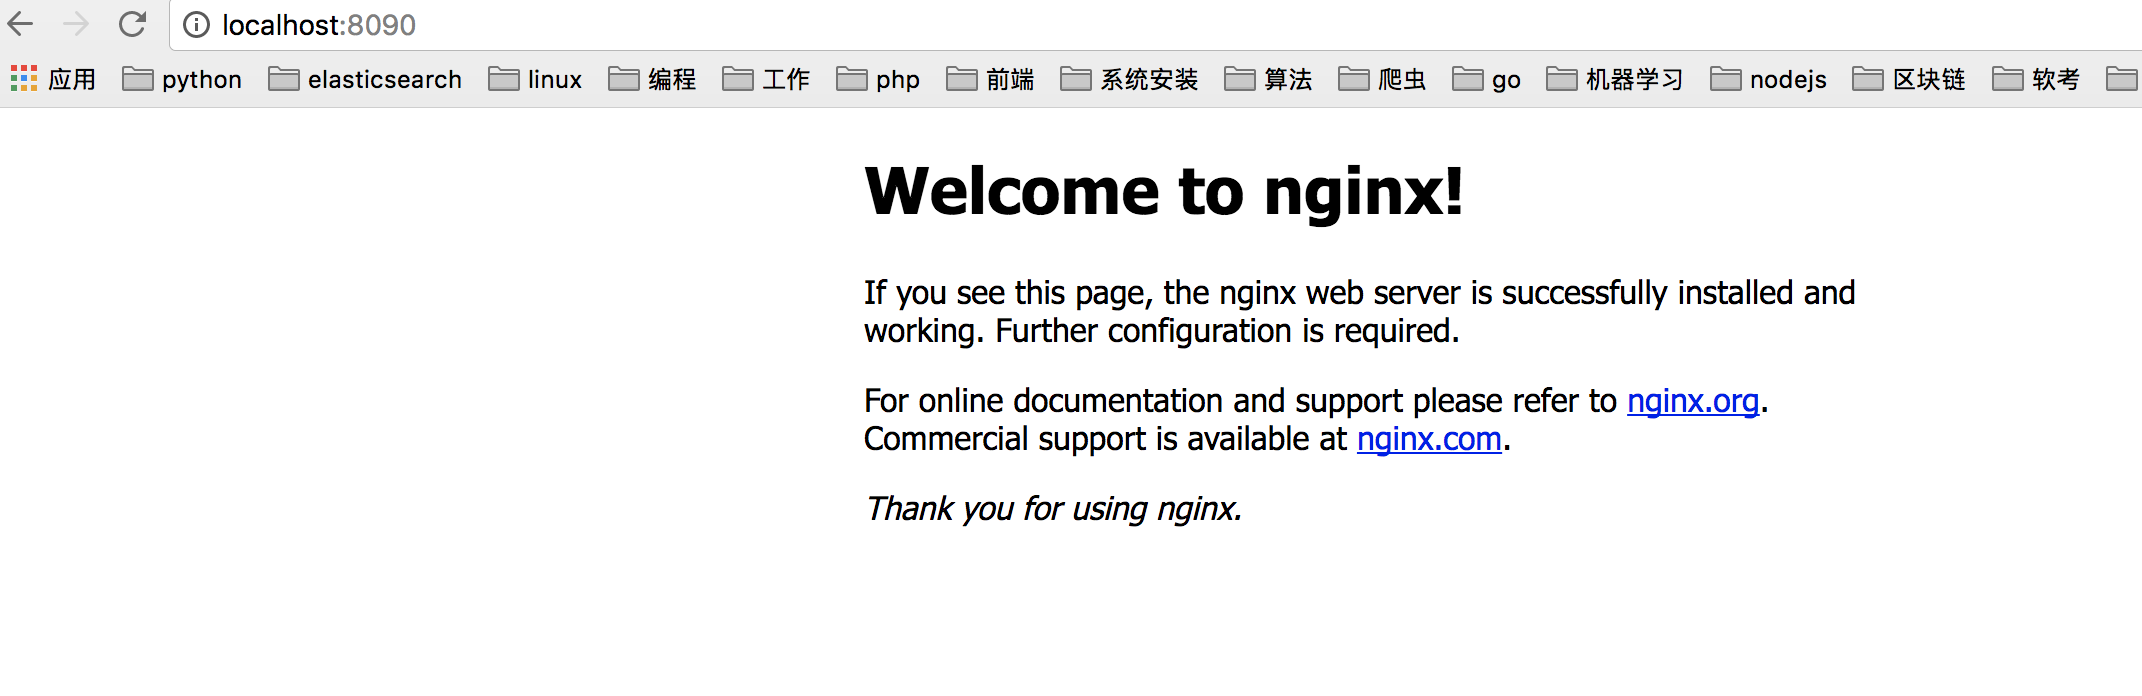 localhost:8090
应用 python elasticsearch linux 编程 工作 php 前端 系统安装 算法 爬虫 go 机器学习 nodejs 区块链 软考
Welcome to nginx!
If you see this page, the nginx web server is successfully installed and
working. Further configuration is required.
For online documentation and support please refer to nginx.org.
Commercial support is available at nginx.com.
Thank you for using nginx.